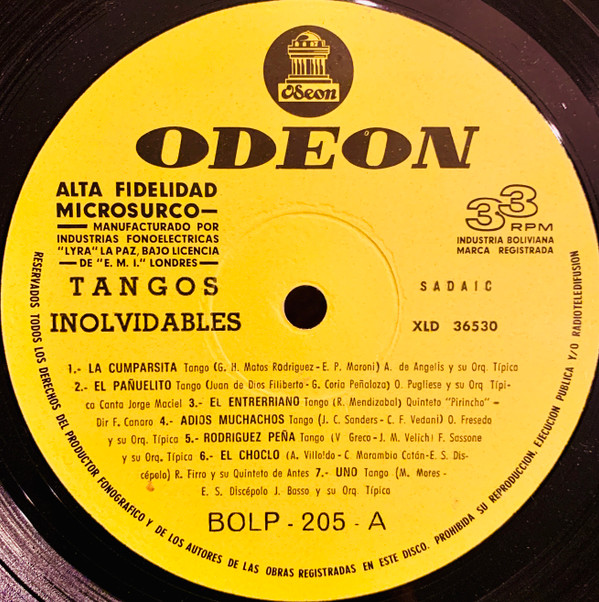 Odeon
ODEON
ALTA FIDELIDAD
MICROSURCO—
MANUFACTURADO POR
INDUSTRIAS FONOELECTRICAS
"LYRA" LA PAZ, BAJO LICENCIA
— DE "E. M. I." LONDRES —
33 RPM
INDUSTRIA BOLIVIANA
MARCA REGISTRADA
TANGOS
INOLVIDABLES
SADAIC
XLD 36530
1.- LA CUMPARSITA Tango (G. H. Matos Rodriguez - E. P. Maroni) A. de Angelis y su Orq. Típica
2.- EL PAÑUELITO Tango (Juan de Dios Filiberto - G. Coria Peñaloza) O. Pugliese y su Orq Típi-
ca Canta Jorge Maciel 3.- EL ENTRERRIANO Tango (R. Mendizabal) Quinteto "Pirincho" -
Dir F. Canaro 4.- ADIOS MUCHACHOS Tango (J. C. Sanders - C. F. Vedani) O. Fresedo
y su Orq. Típica 5.- RODRIGUEZ PEÑA Tango (V Greco - J. M. Velich) F. Sassone
y su Orq. Típica 6.- EL CHOCLO (A. Villoldo - C. Marambio Catán - E. S. Dis-
cépolo) R. Firro y su Quinteto de Antes 7.- UNO Tango (M. Mores -
E. S. Discépolo J. Basso y su Orq. Típico
BOLP - 205 - A
RESERVADOS TODOS LOS DERECHOS DEL PRODUCTOR FONOGRAFICO Y DE LOS AUTORES DE LAS OBRAS REGISTRADAS EN ESTE DISCO. PROHIBIDA SU REPRODUCCION, EJECUCION PUBLICA Y/O RADIOTELEDIFUSION